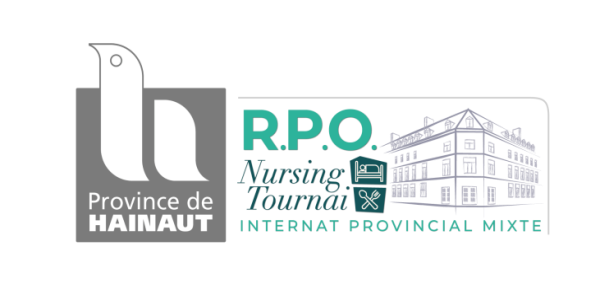 Province de
HAINAUT
R.P.O.
Nursing
Tournai
INTERNAT PROVINCIAL MIXTE